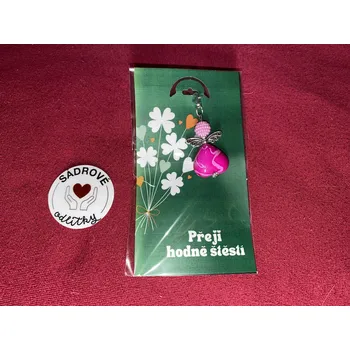 SÁDROVÉ
odlitky
Přeji
hodně štěstí